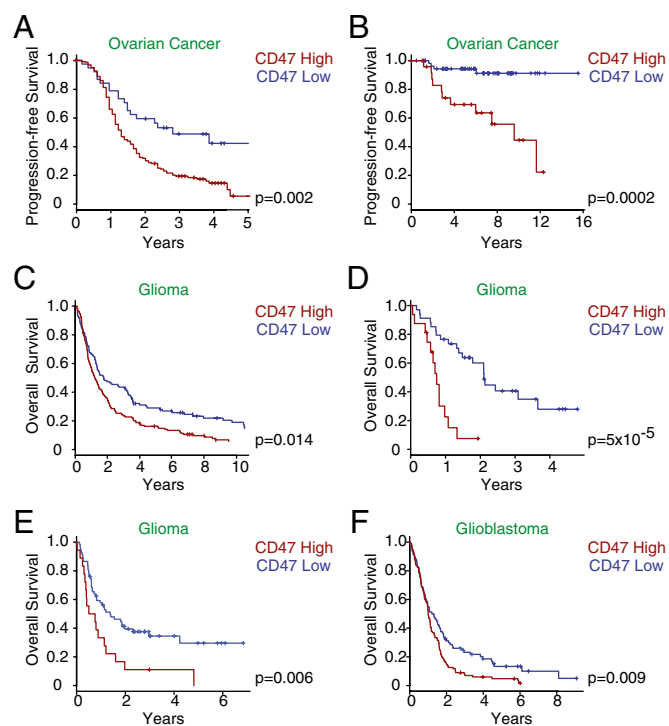 A
Ovarian Cancer
CD47 High
CD47 Low
Progression-free Survival
1.0
0.8
0.6
0.4
0.2
0
0 1 2 3 4 5
Years
p=0.002
B
Ovarian Cancer
CD47 High
CD47 Low
Progression-free Survival
1.0
0.8
0.6
0.4
0.2
0
0 4 8 12 16
Years
p=0.0002
C
Glioma
CD47 High
CD47 Low
Overall Survival
1.0
0.8
0.6
0.4
0.2
0
0 2 4 6 8 10
Years
p=0.014
D
Glioma
CD47 High
CD47 Low
Overall Survival
1.0
0.8
0.6
0.4
0.2
0
0 1 2 3 4
Years
p=5x10⁻⁵
E
Glioma
CD47 High
CD47 Low
Overall Survival
1.0
0.8
0.6
0.4
0.2
0
0 2 4 6
Years
p=0.006
F
Glioblastoma
CD47 High
CD47 Low
Overall Survival
1.0
0.8
0.6
0.4
0.2
0
0 2 4 6 8
Years
p=0.009